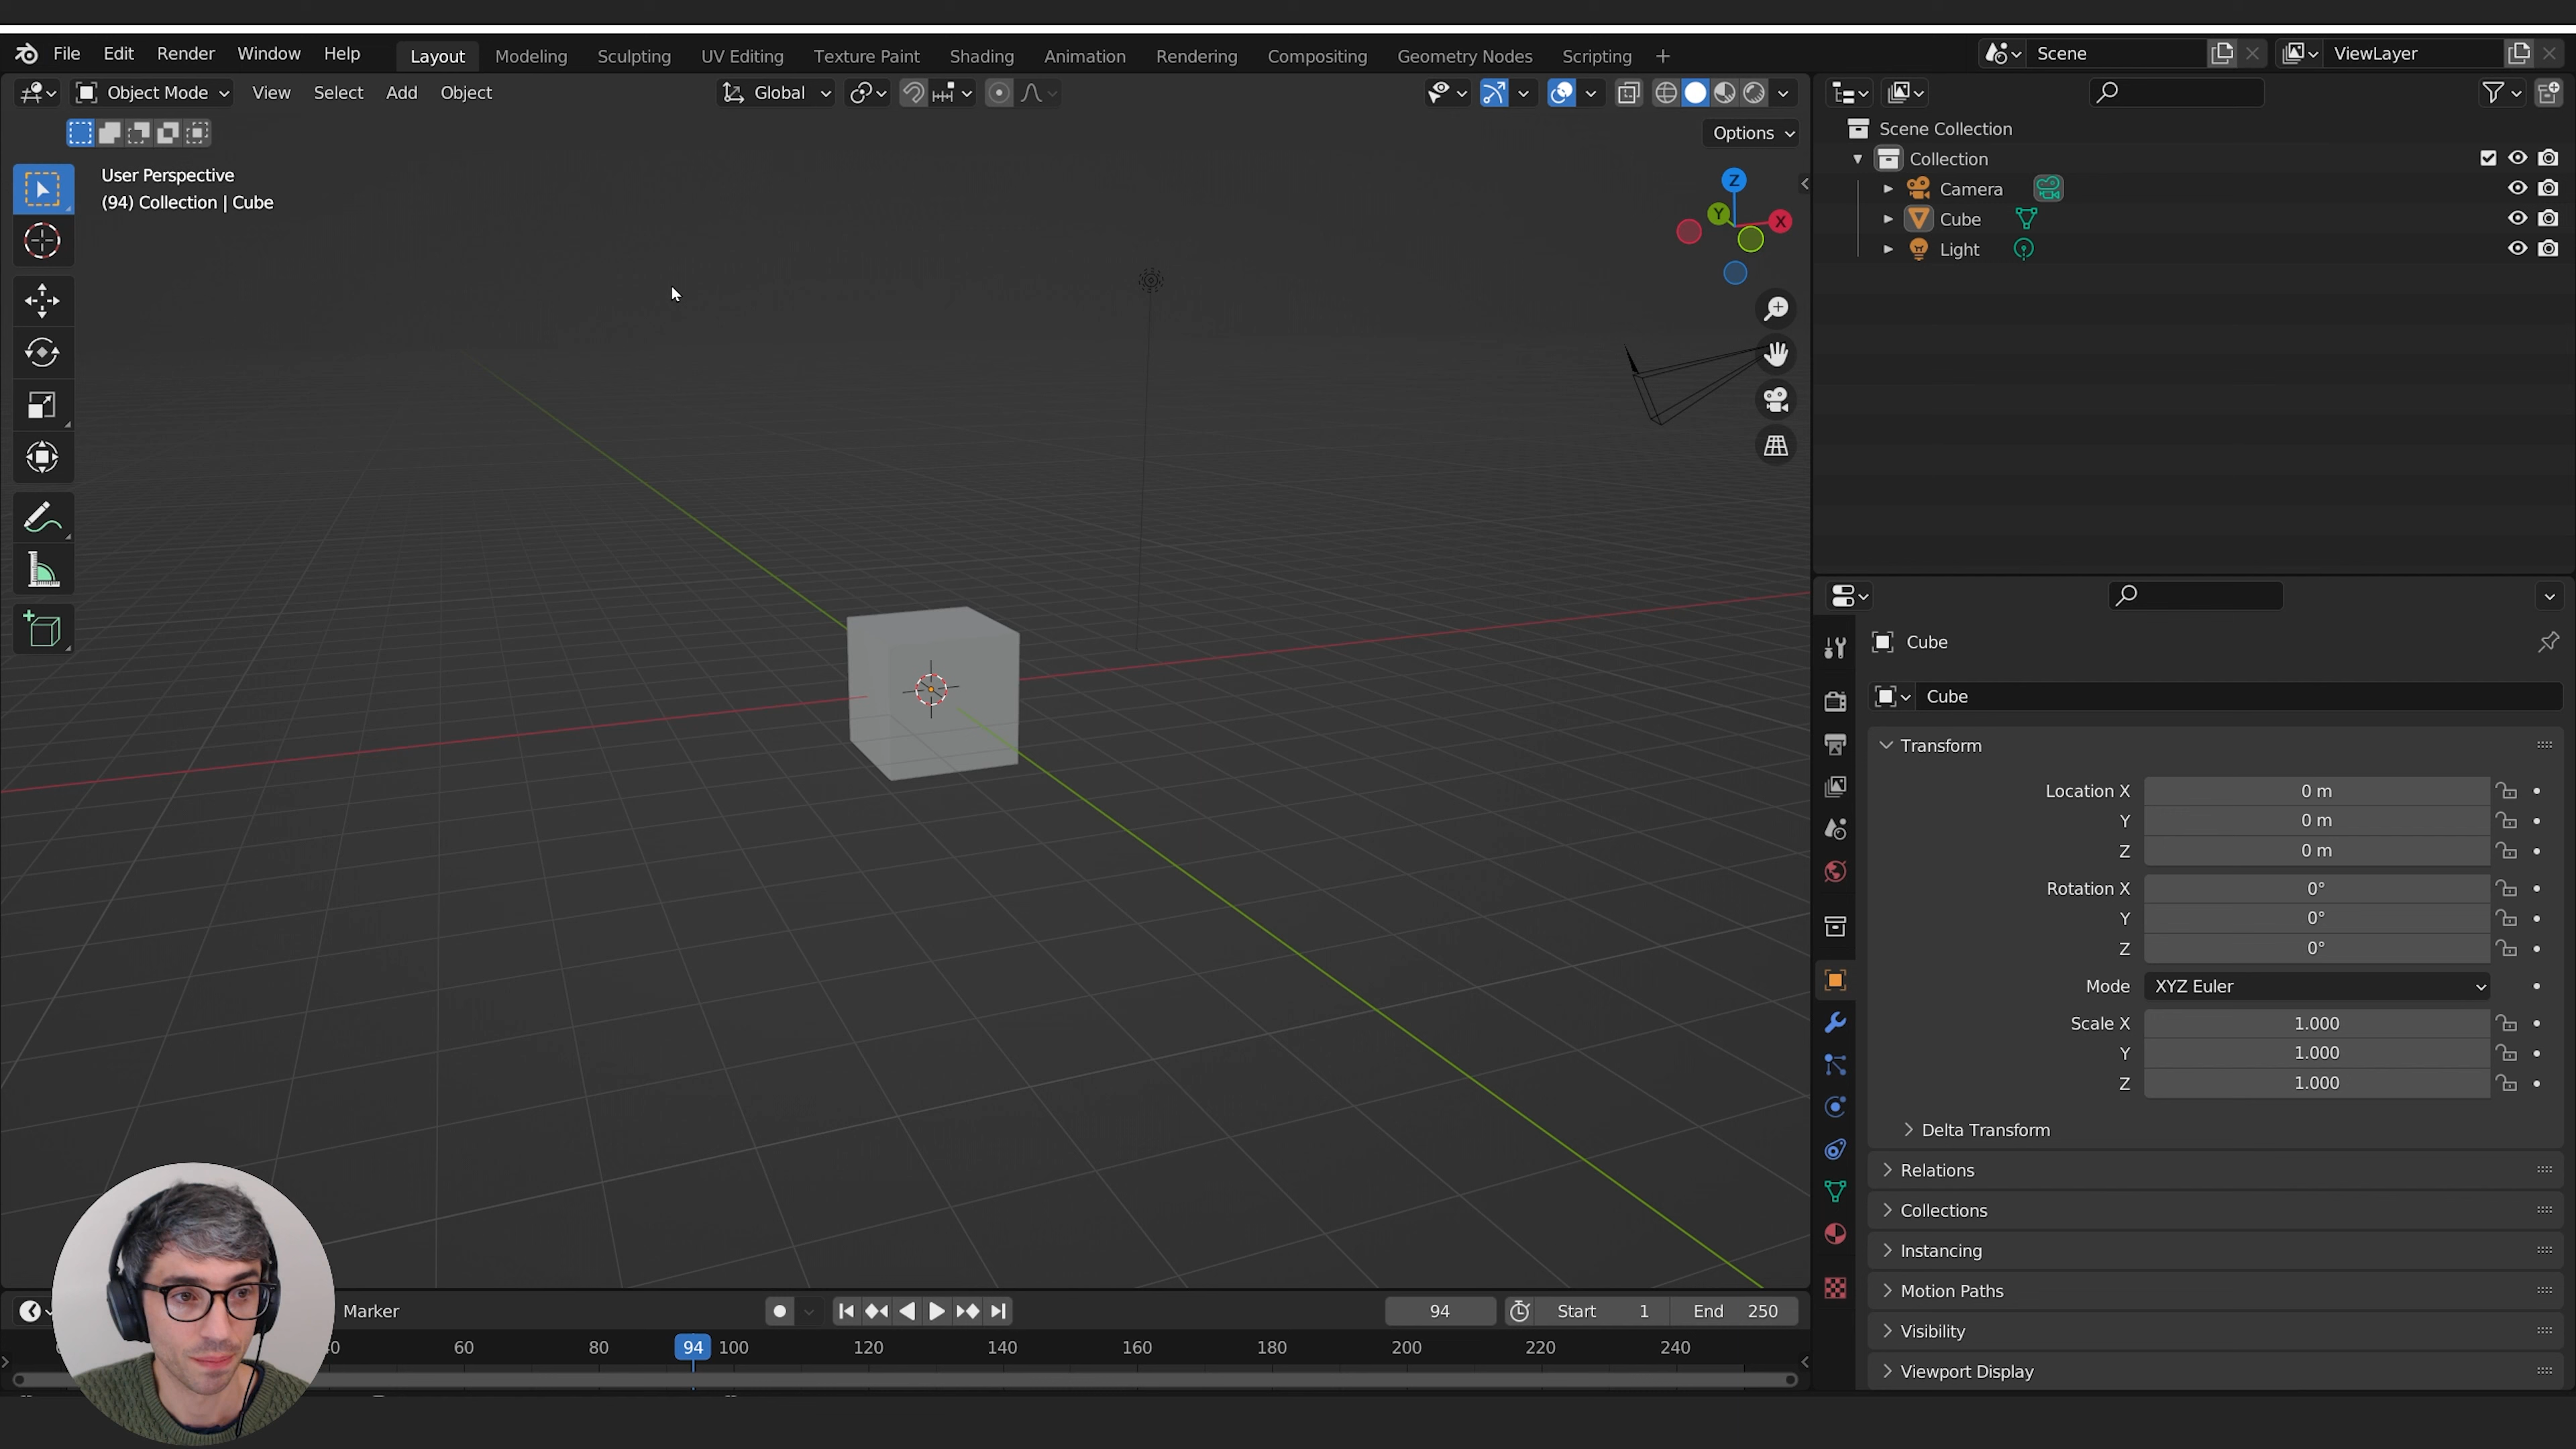 File Edit Render Window Help Layout Modeling Sculpting UV Editing Texture Paint Shading Animation Rendering Compositing Geometry Nodes Scripting + Scene ViewLayer
Object Mode View Select Add Object Global
Options
User Perspective
(94) Collection | Cube
Z
Y
X
Scene Collection
Collection
Camera
Cube
Light
Cube
Cube
Transform
Location X 0 m
Y 0 m
Z 0 m
Rotation X 0°
Y 0°
Z 0°
Mode XYZ Euler
Scale X 1.000
Y 1.000
Z 1.000
Delta Transform
Relations
Collections
Instancing
Motion Paths
Visibility
Viewport Display
Marker 94 Start 1 End 250
60 80 94 100 120 140 160 180 200 220 240